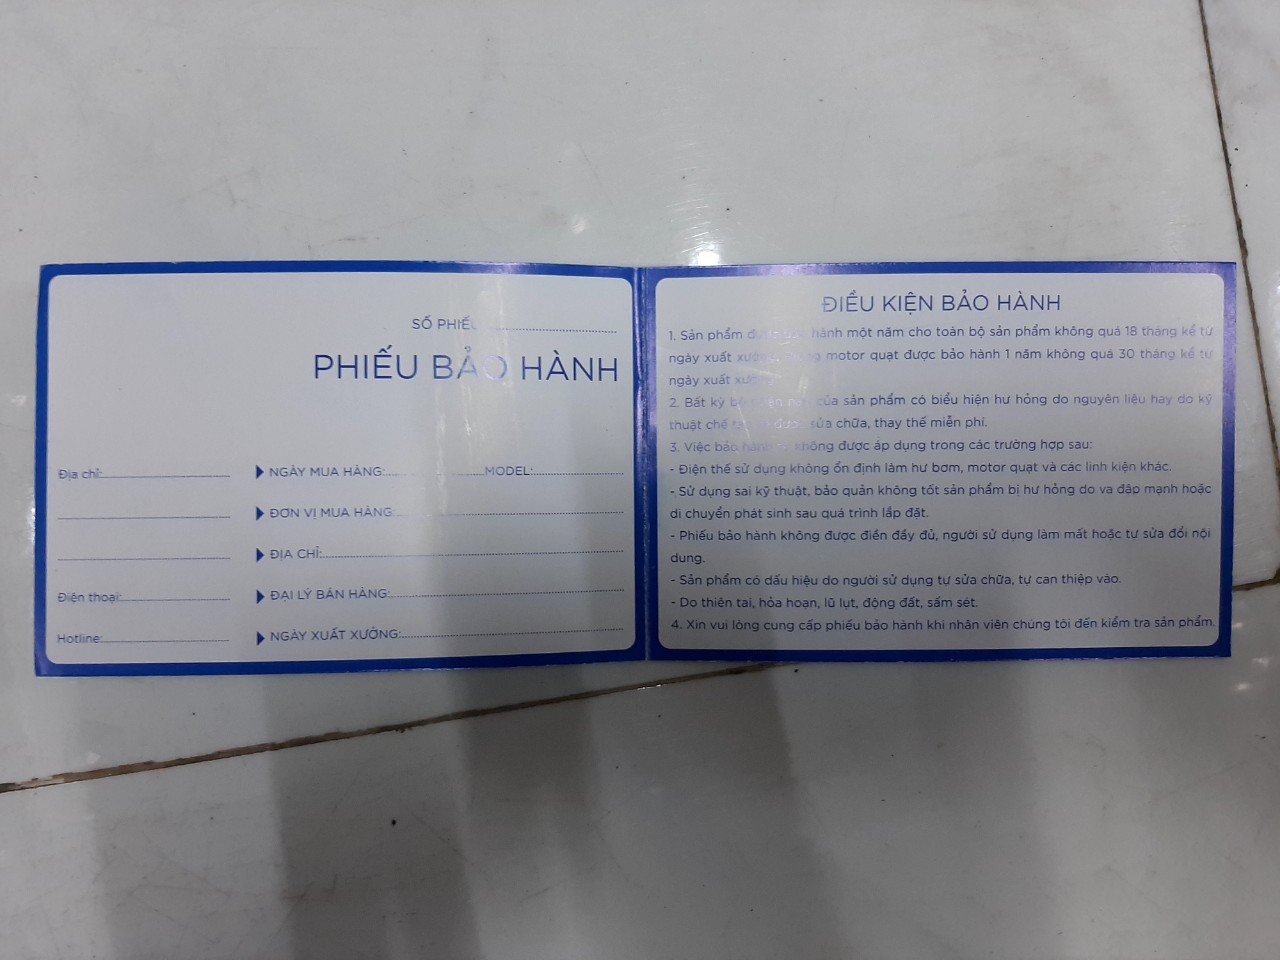 SỐ PHIẾU
PHIẾU BẢO HÀNH
Địa chỉ:
Điện thoại:
Hotline:
NGÀY MUA HÀNG: MODEL:
ĐƠN VỊ MUA HÀNG
ĐỊA CHỈ:
ĐẠI LÝ BÁN HÀNG:
NGÀY XUẤT XƯỞNG:
ĐIỀU KIỆN BẢO HÀNH
1. Sản phẩm được bảo hành một năm cho toàn bộ sản phẩm không quá 18 tháng kể từ
ngày xuất xưởng, motor quạt được bảo hành 1 năm không quá 30 tháng kể từ
ngày xuất xưởng
2. Bất kỳ bộ phận nào của sản phẩm có biểu hiện hư hỏng do nguyên liệu hay do kỹ
thuật chế tạo được sửa chữa, thay thế miễn phí.
3. Việc bảo hành không được áp dụng trong các trường hợp sau:
- Điện thế sử dụng không ổn định làm hư bơm, motor quạt và các linh kiện khác.
- Sử dụng sai kỹ thuật, bảo quản không tốt sản phẩm bị hư hỏng do va đập mạnh hoặc
di chuyển phát sinh sau quá trình lắp đặt.
- Phiếu bảo hành không được điền đầy đủ, người sử dụng làm mất hoặc tự sửa đổi nội
dung.
- Sản phẩm có dấu hiệu do người sử dụng tự sửa chữa, tự can thiệp vào.
- Do thiên tai, hỏa hoạn, lũ lụt, động đất, sấm sét.
4. Xin vui lòng cung cấp phiếu bảo hành khi nhân viên chúng tôi đến kiểm tra sản phẩm.